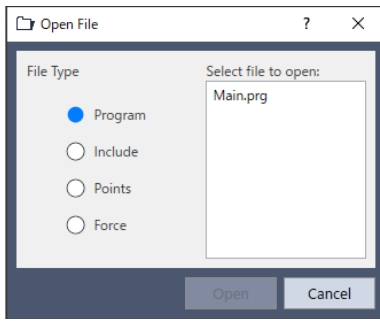 Open File
?
File Type
Program
Include
Points
Force
Select file to open:
Main.prg
Open
Cancel